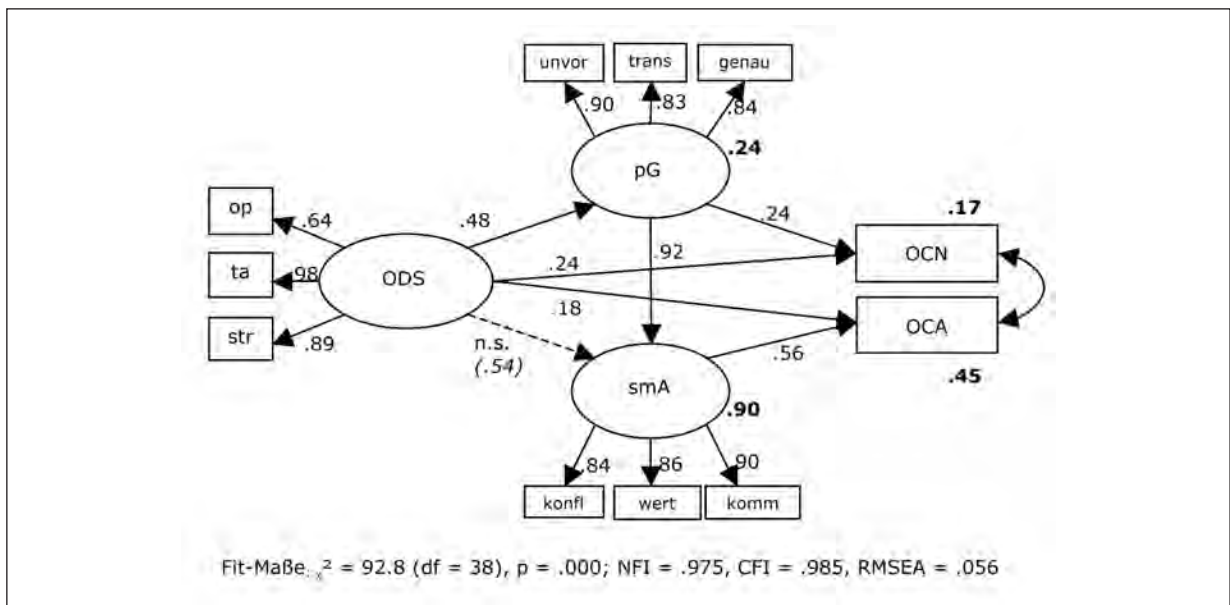 unvor trans genau
.90 .83 .84
pG .24
op .64 .48 .24 .17
ta .98 ODS .24 .92 OCN
str .89 .18 OCA
n.s. .56
(.54) .45
smA .90
.84 .86 .90
konfl wert komm
Fit-Maße: χ² = 92.8 (df = 38), p = .000; NFI = .975, CFI = .985, RMSEA = .056